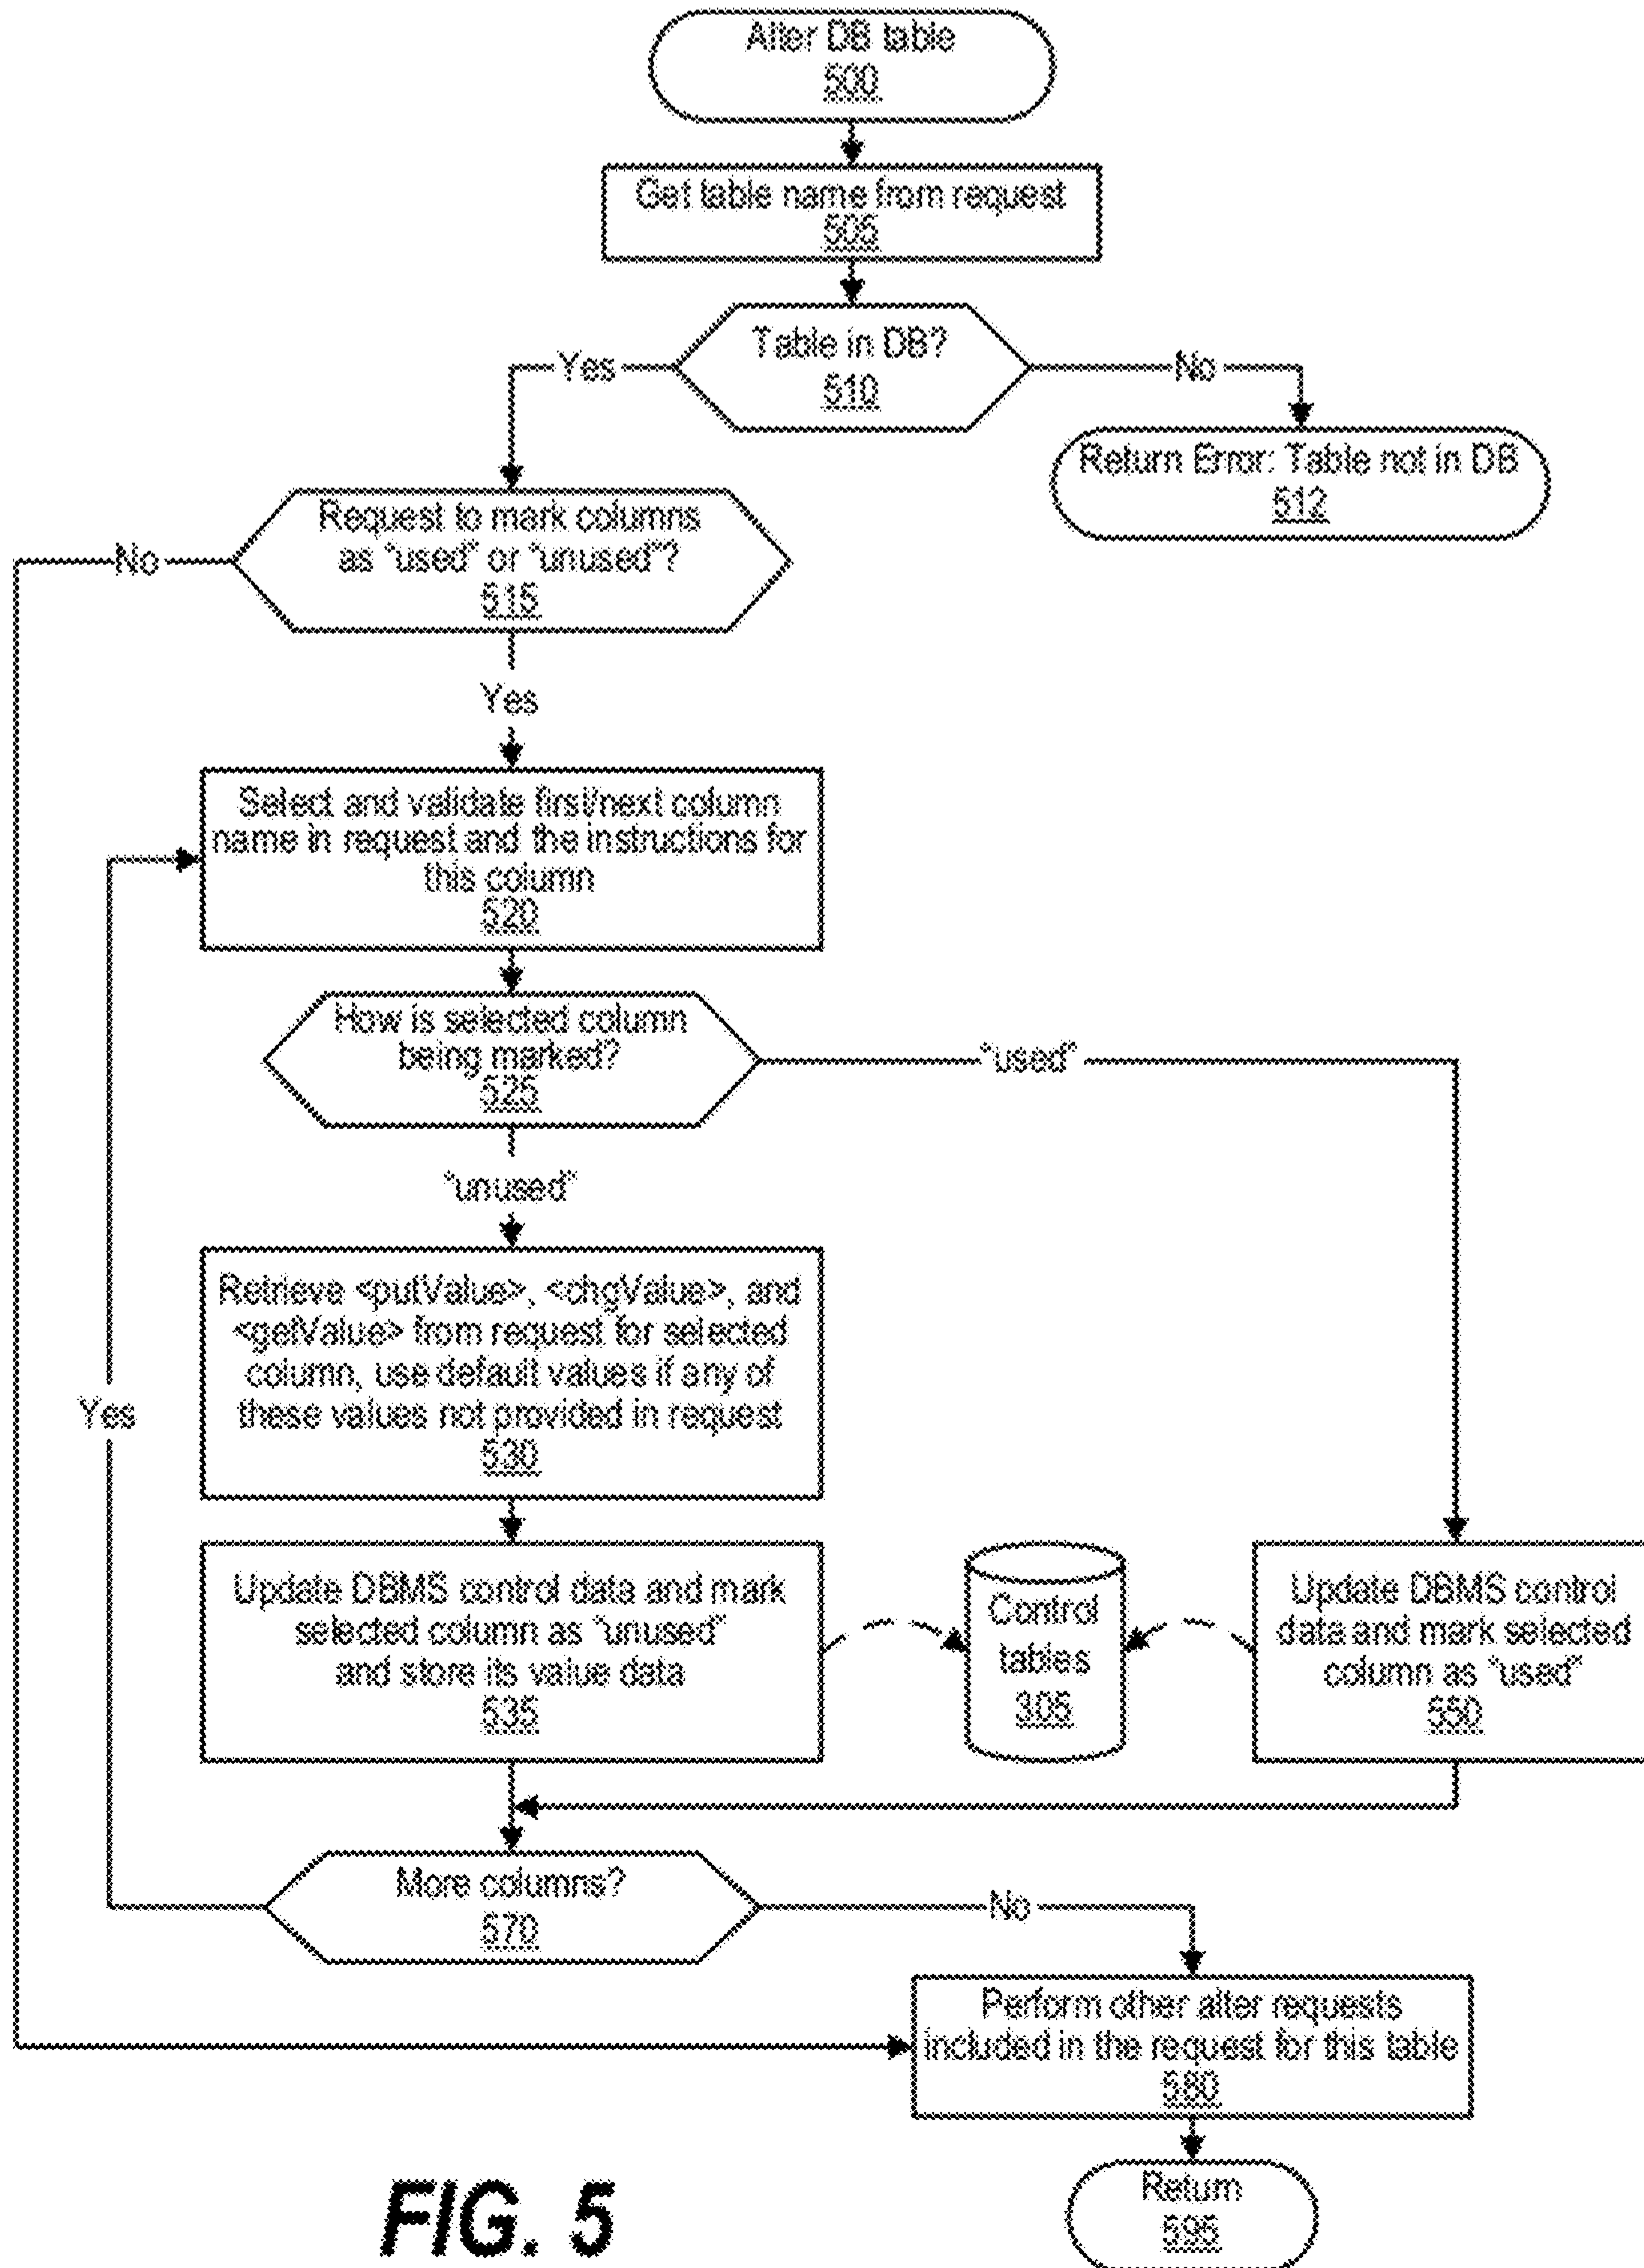 Alter DB table
500
Get table name from request
505
Table in DB?
510
Yes
No
Return Error: Table not in DB
512
Request to mark columns
as "used" or "unused"?
515
No
Yes
Select and validate first/next column
name in request and the instructions for
this column
520
How is selected column
being marked?
525
"used"
"unused"
Retrieve <putValue>, <chgValue>, and
<getValue> from request for selected
column, use default values if any of
these values not provided in request
530
Yes
Update DBMS control data and mark
selected column as "unused"
and store its value data
535
Control
tables
305
Update DBMS control
data and mark selected
column as "used"
550
More columns?
570
No
Perform other alter requests
included in the request for this table
580
Return
595
FIG. 5